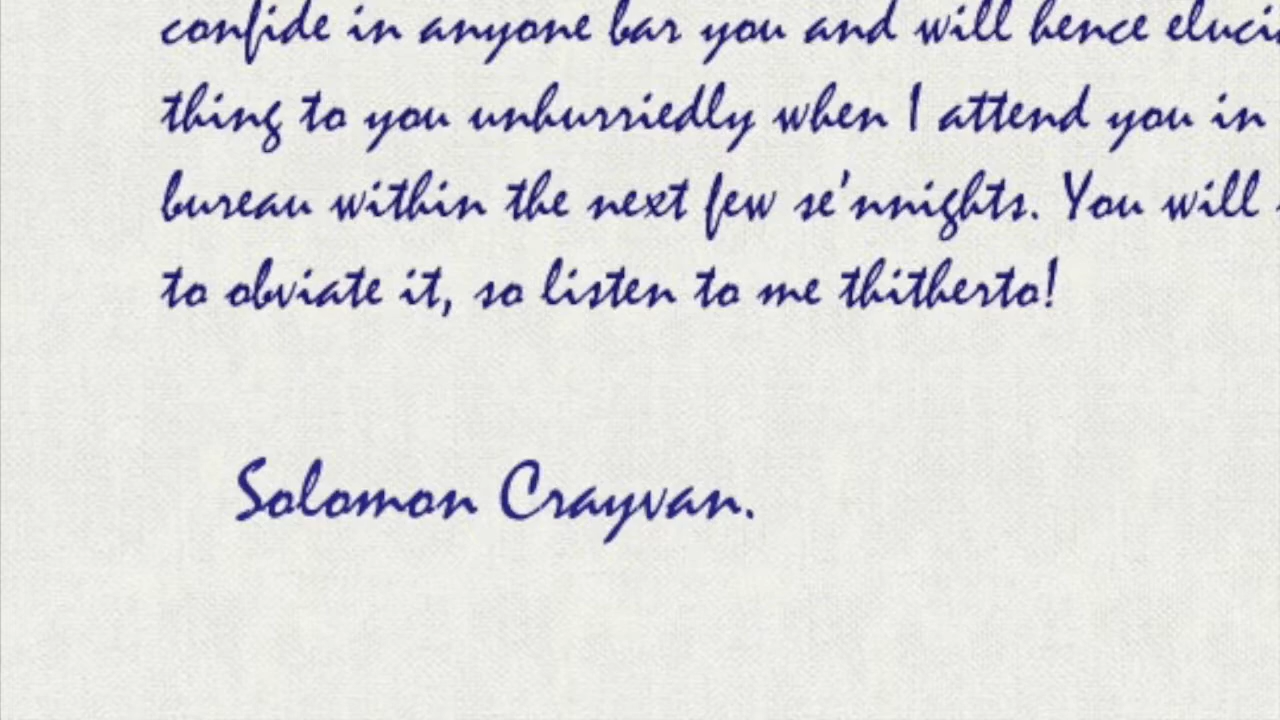 confide in anyone bar you and will hence
thing to you unhurriedly when I attend you in
bureau within the next few se'nnights. You will
to obviate it, so listen to me thitherto!
Solomon Crayvan.